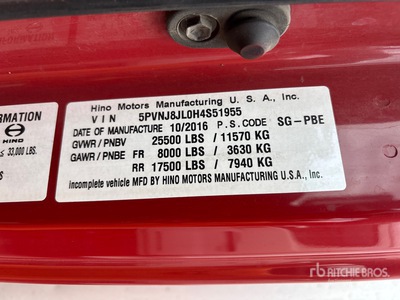 Hino Motors Manufacturing U. S. A., Inc.
V I N 5PVNJ8JL0H4S51955
DATE OF MANUFACTURE 10/2016 P.S. CODE SG-PBE
GVWR / PNBV 25500 LBS / 11570 KG
GAWR / PNBE FR 8000 LBS / 3630 KG
RR 17500 LBS / 7940 KG
Incomplete vehicle MFD BY HINO MOTORS MANUFACTURING U.S.A., Inc.
FORMATION
HINO
≤ 33,000 LBS.
rb RITCHIE BROS.